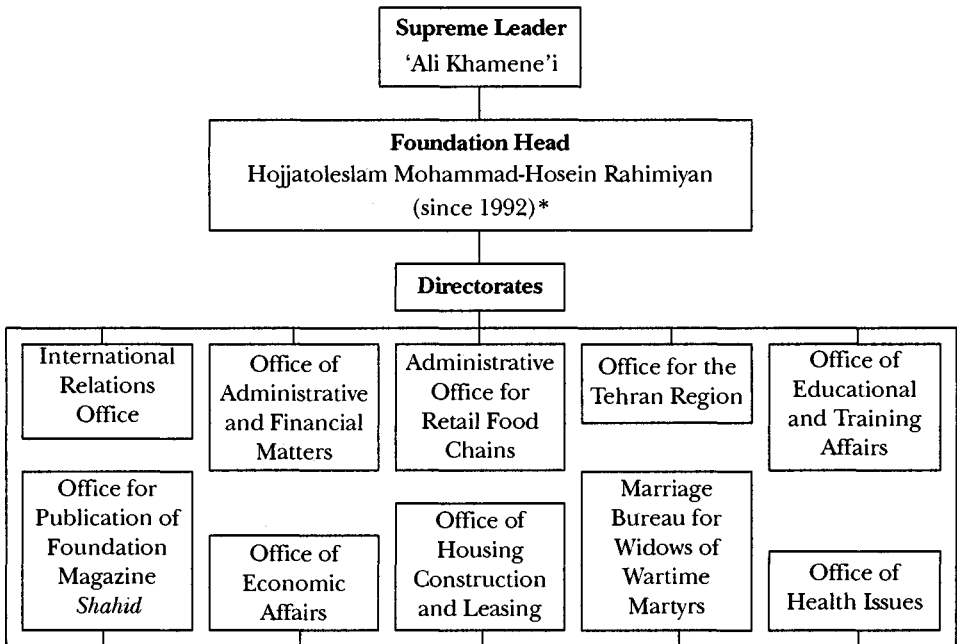 Supreme Leader
‘Ali Khamene’i
Foundation Head
Hojjatoleslam Mohammad-Hosein Rahimiyan
(since 1992)*
Directorates
International
Relations
Office
Office of
Administrative
and Financial
Matters
Administrative
Office for
Retail Food
Chains
Office for the
Tehran Region
Office of
Educational
and Training
Affairs
Office for
Publication of
Foundation
Magazine
Shahid
Office of
Economic
Affairs
Office of
Housing
Construction
and Leasing
Marriage
Bureau for
Widows of
Wartime
Martyrs
Office of
Health Issues